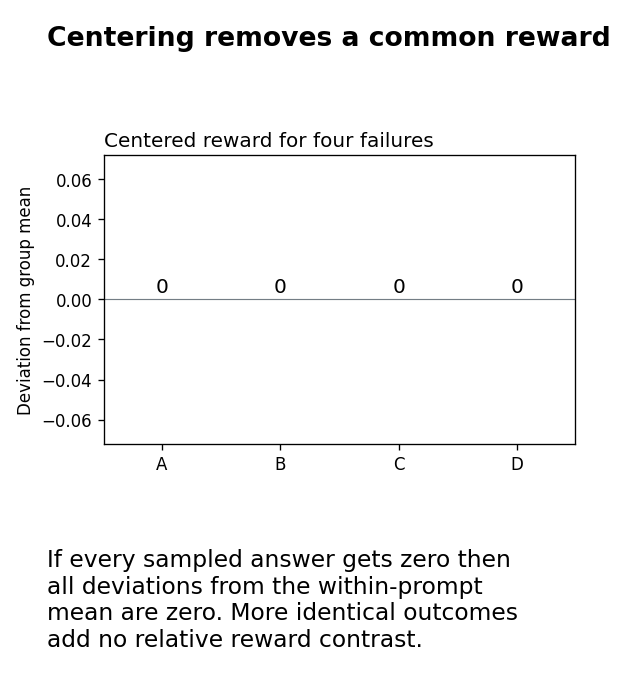 Centering removes a common reward
Centered reward for four failures
Deviation from group mean
0.06
0.04
0.02
0.00
−0.02
−0.04
−0.06
0 0 0 0
A B C D
If every sampled answer gets zero then
all deviations from the within-prompt
mean are zero. More identical outcomes
add no relative reward contrast.